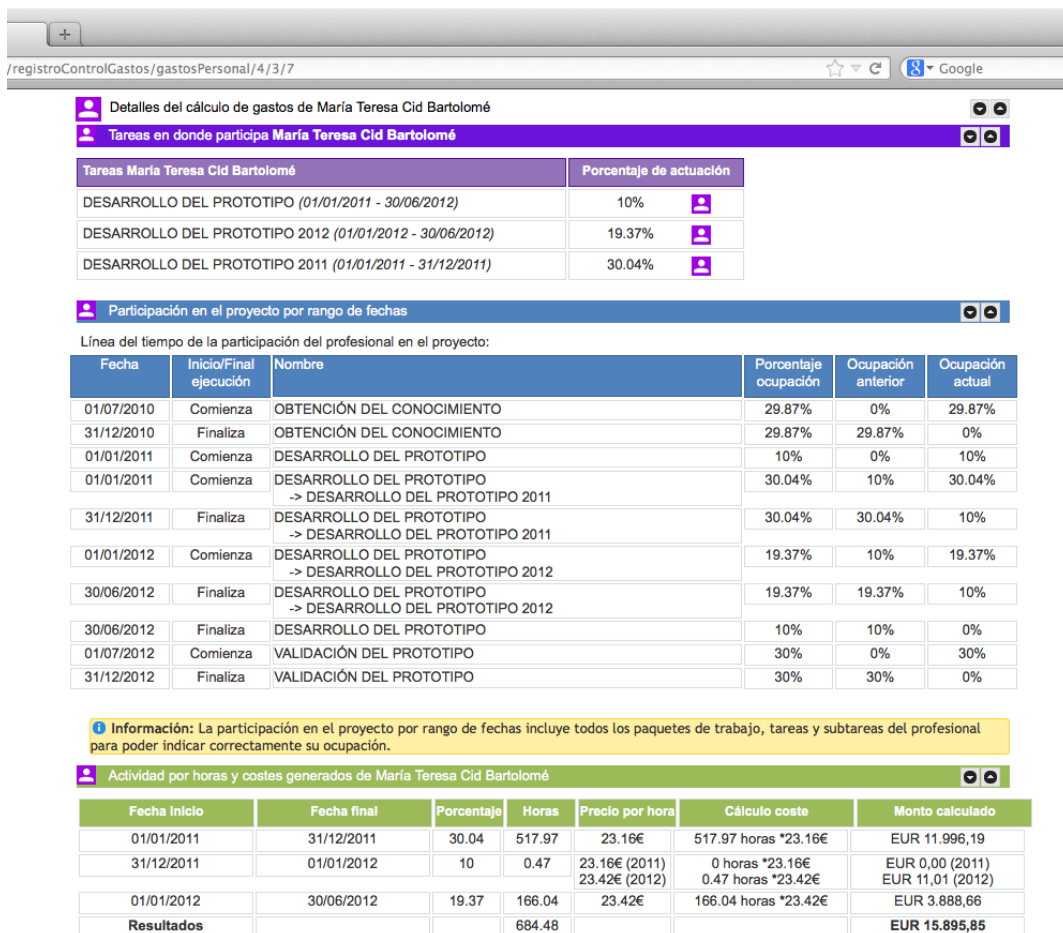 /registroControlGastos/gastosPersonal/4/3/7
Google
Detalles del cálculo de gastos de María Teresa Cid Bartolomé
Tareas en donde participa María Teresa Cid Bartolomé
Tareas María Teresa Cid Bartolomé Porcentaje de actuación
DESARROLLO DEL PROTOTIPO (01/01/2011 - 30/06/2012) 10%
DESARROLLO DEL PROTOTIPO 2012 (01/01/2012 - 30/06/2012) 19.37%
DESARROLLO DEL PROTOTIPO 2011 (01/01/2011 - 31/12/2011) 30.04%
Participación en el proyecto por rango de fechas
Línea del tiempo de la participación del profesional en el proyecto:
Fecha Inicio/Final Nombre Porcentaje Ocupación Ocupación
ejecución ocupación anterior actual
01/07/2010 Comienza OBTENCIÓN DEL CONOCIMIENTO 29.87% 0% 29.87%
31/12/2010 Finaliza OBTENCIÓN DEL CONOCIMIENTO 29.87% 29.87% 0%
01/01/2011 Comienza DESARROLLO DEL PROTOTIPO 10% 0% 10%
01/01/2011 Comienza DESARROLLO DEL PROTOTIPO 30.04% 10% 30.04%
-> DESARROLLO DEL PROTOTIPO 2011
31/12/2011 Finaliza DESARROLLO DEL PROTOTIPO 30.04% 30.04% 10%
-> DESARROLLO DEL PROTOTIPO 2011
01/01/2012 Comienza DESARROLLO DEL PROTOTIPO 19.37% 10% 19.37%
-> DESARROLLO DEL PROTOTIPO 2012
30/06/2012 Finaliza DESARROLLO DEL PROTOTIPO 19.37% 19.37% 10%
-> DESARROLLO DEL PROTOTIPO 2012
30/06/2012 Finaliza DESARROLLO DEL PROTOTIPO 10% 10% 0%
01/07/2012 Comienza VALIDACIÓN DEL PROTOTIPO 30% 0% 30%
31/12/2012 Finaliza VALIDACIÓN DEL PROTOTIPO 30% 30% 0%
Información: La participación en el proyecto por rango de fechas incluye todos los paquetes de trabajo, tareas y subtareas del profesional
para poder indicar correctamente su ocupación.
Actividad por horas y costes generados de María Teresa Cid Bartolomé
Fecha Inicio Fecha final Porcentaje Horas Precio por hora Cálculo coste Monto calculado
01/01/2011 31/12/2011 30.04 517.97 23.16€ 517.97 horas *23.16€ EUR 11.996,19
31/12/2011 01/01/2012 10 0.47 23.16€ (2011) 0 horas *23.16€ EUR 0,00 (2011)
23.42€ (2012) 0.47 horas *23.42€ EUR 11,01 (2012)
01/01/2012 30/06/2012 19.37 166.04 23.42€ 166.04 horas *23.42€ EUR 3.888,66
Resultados 684.48 EUR 15.895,85